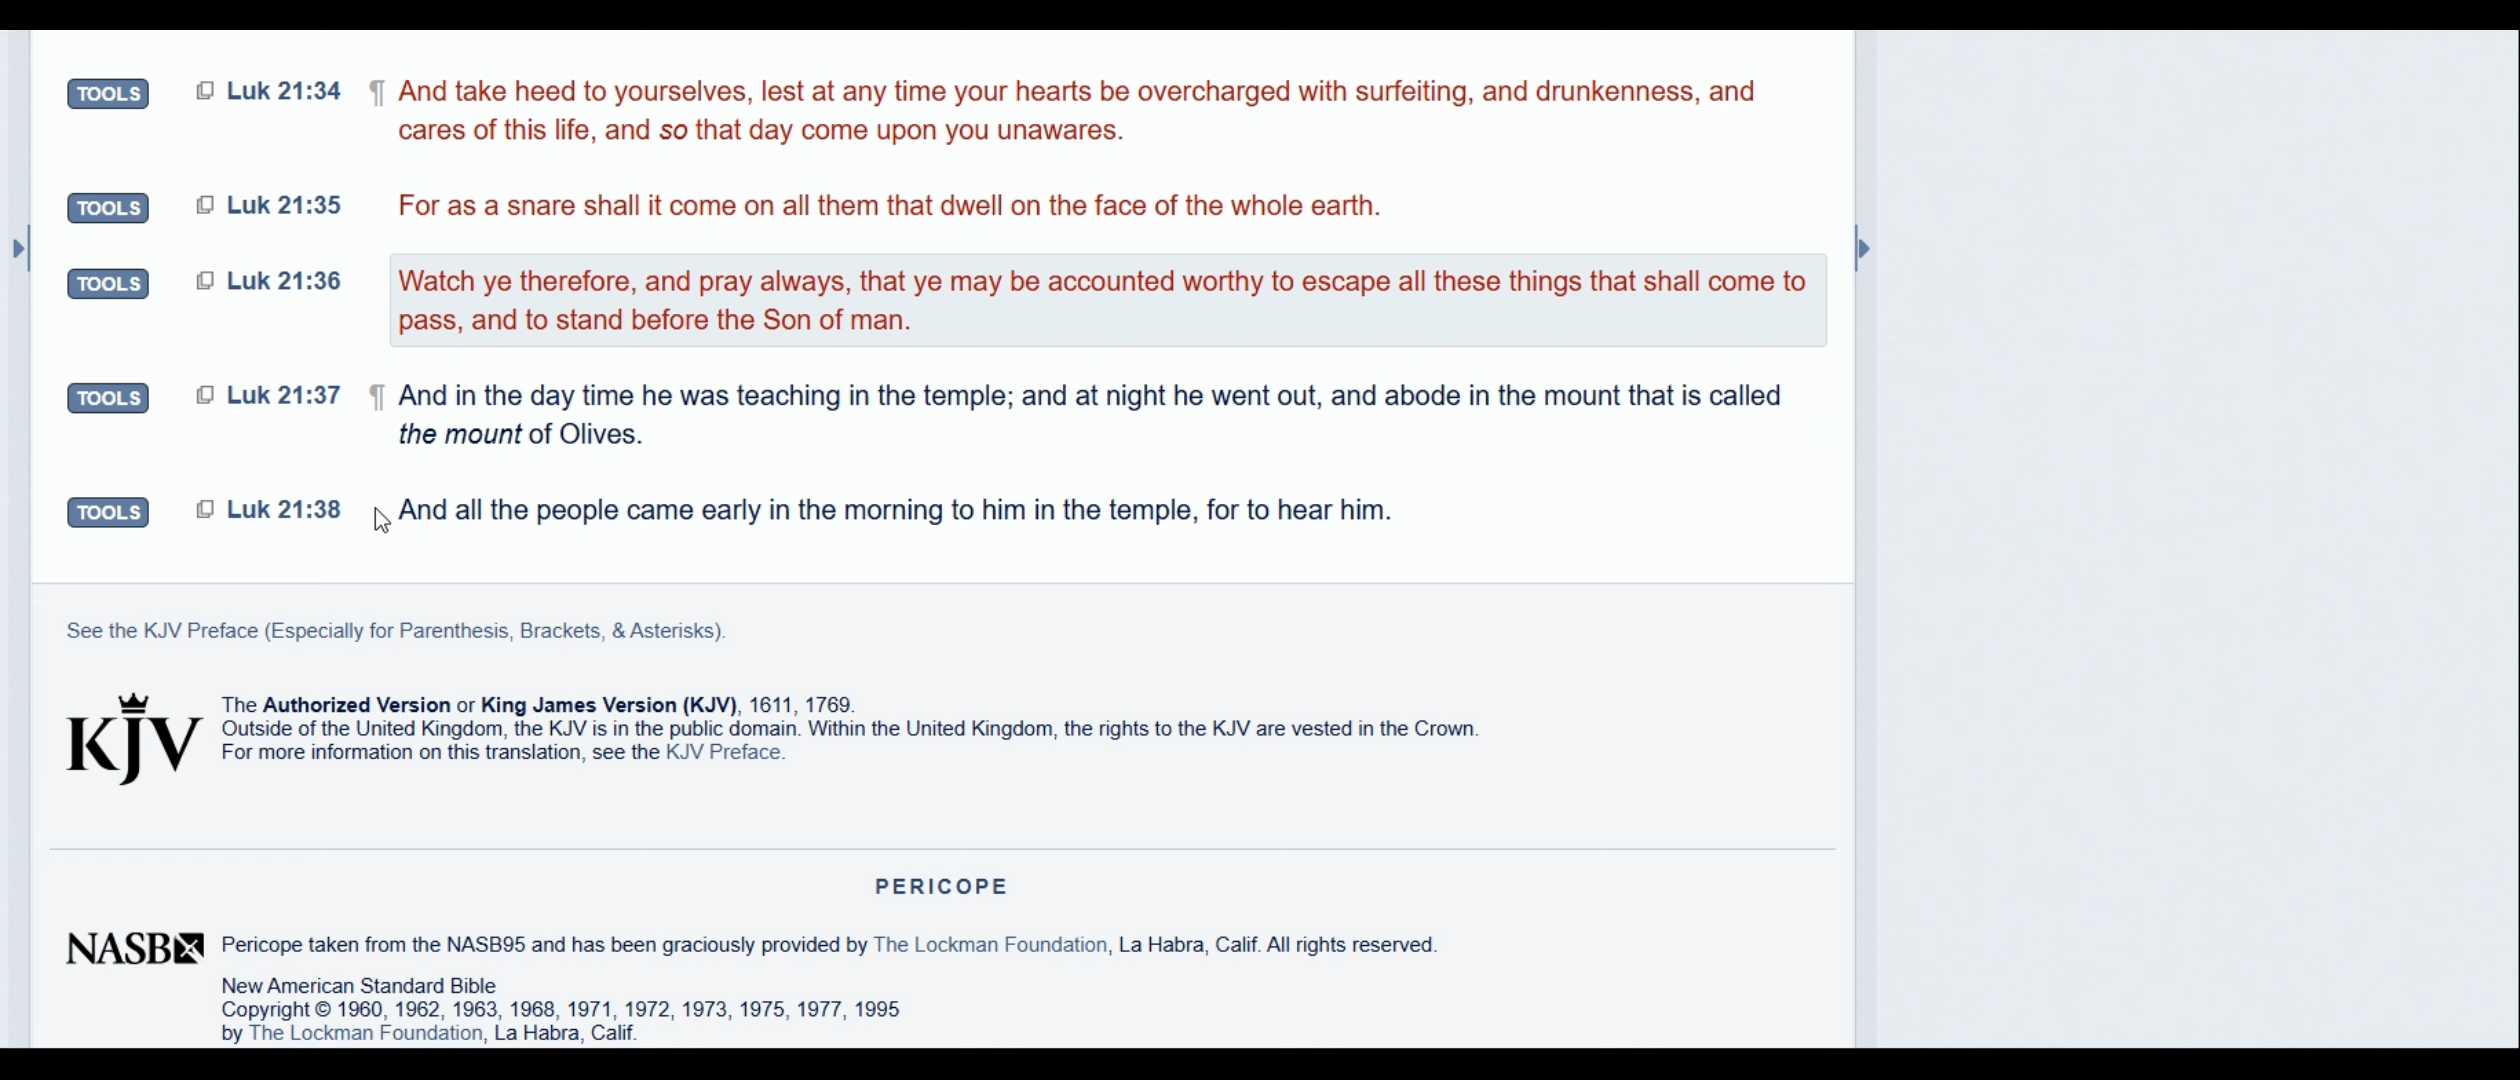 TOOLS Luk 21:34 ¶ And take heed to yourselves, lest at any time your hearts be overcharged with surfeiting, and drunkenness, and
cares of this life, and so that day come upon you unawares.
TOOLS Luk 21:35 For as a snare shall it come on all them that dwell on the face of the whole earth.
TOOLS Luk 21:36 Watch ye therefore, and pray always, that ye may be accounted worthy to escape all these things that shall come to
pass, and to stand before the Son of man.
TOOLS Luk 21:37 ¶ And in the day time he was teaching in the temple; and at night he went out, and abode in the mount that is called
the mount of Olives.
TOOLS Luk 21:38 And all the people came early in the morning to him in the temple, for to hear him.
See the KJV Preface (Especially for Parenthesis, Brackets, & Asterisks).
KJV
The Authorized Version or King James Version (KJV), 1611, 1769.
Outside of the United Kingdom, the KJV is in the public domain. Within the United Kingdom, the rights to the KJV are vested in the Crown.
For more information on this translation, see the KJV Preface.
PERICOPE
NASB Pericope taken from the NASB95 and has been graciously provided by The Lockman Foundation, La Habra, Calif. All rights reserved.
New American Standard Bible
Copyright © 1960, 1962, 1963, 1968, 1971, 1972, 1973, 1975, 1977, 1995
by The Lockman Foundation, La Habra, Calif.